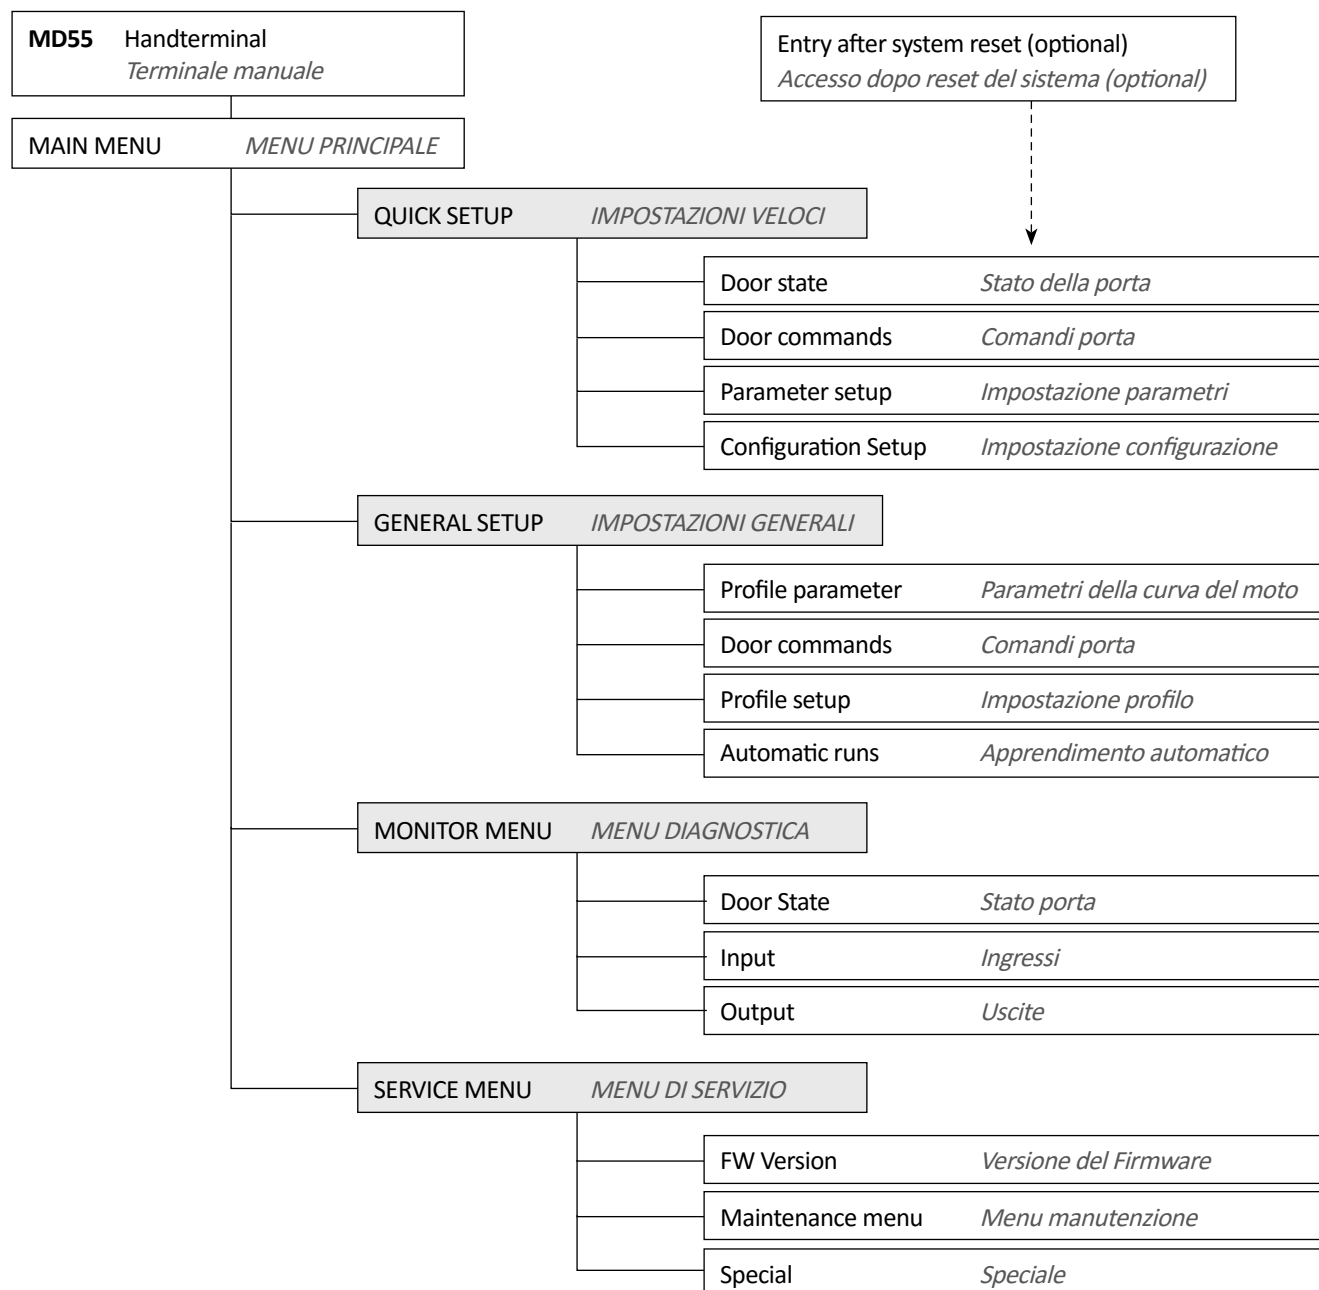 MD55 Handterminal
Terminale manuale
Entry after system reset (optional)
Accesso dopo reset del sistema (optional)
MAIN MENU MENU PRINCIPALE
QUICK SETUP IMPOSTAZIONI VELOCI
Door state Stato della porta
Door commands Comandi porta
Parameter setup Impostazione parametri
Configuration Setup Impostazione configurazione
GENERAL SETUP IMPOSTAZIONI GENERALI
Profile parameter Parametri della curva del moto
Door commands Comandi porta
Profile setup Impostazione profilo
Automatic runs Apprendimento automatico
MONITOR MENU MENU DIAGNOSTICA
Door State Stato porta
Input Ingressi
Output Uscite
SERVICE MENU MENU DI SERVIZIO
FW Version Versione del Firmware
Maintenance menu Menu manutenzione
Special Speciale